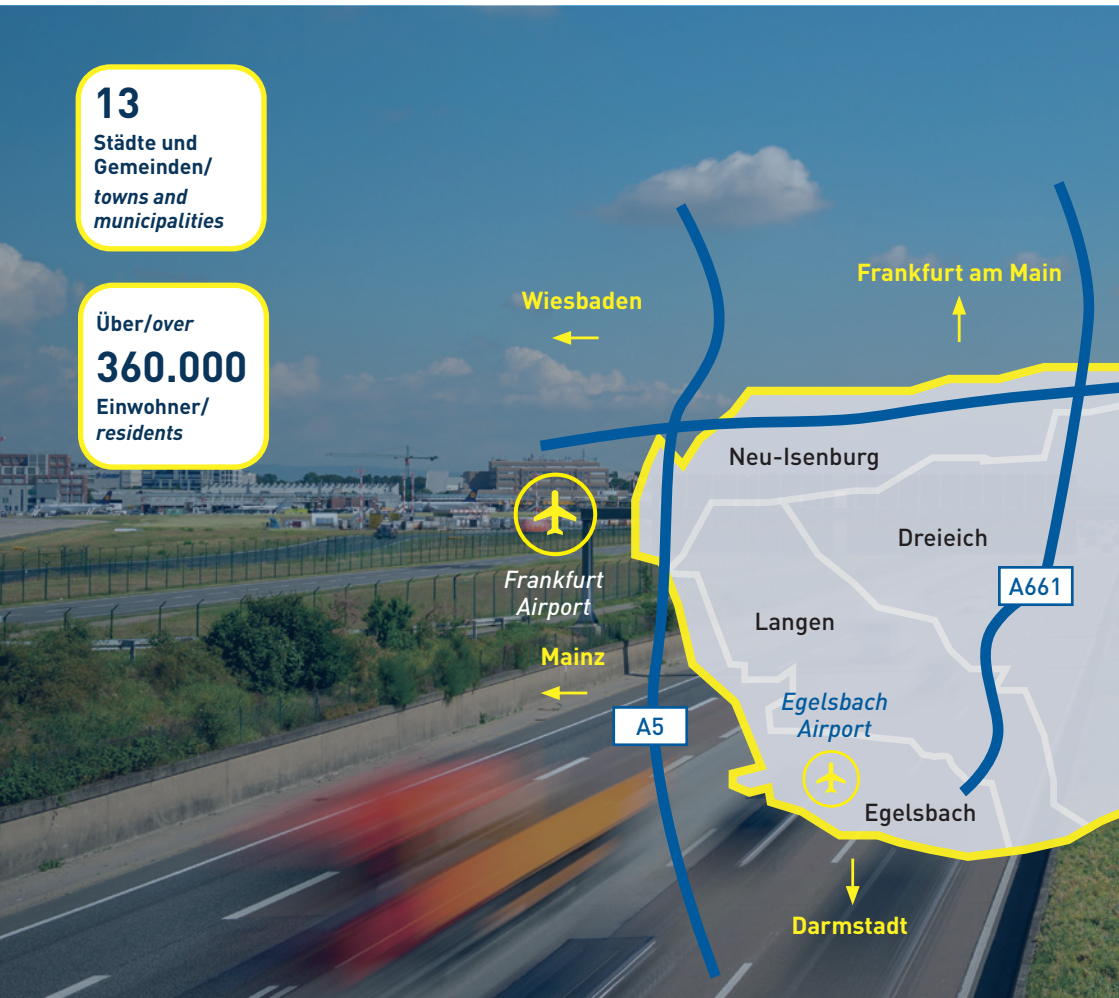 13
Städte und
Gemeinden/
towns and
municipalities
Über/over
360.000
Einwohner/
residents
Wiesbaden
Frankfurt am Main
Neu-Isenburg
Dreieich
Frankfurt
Airport
A661
Langen
Mainz
Egelsbach
Airport
A5
Egelsbach
Darmstadt